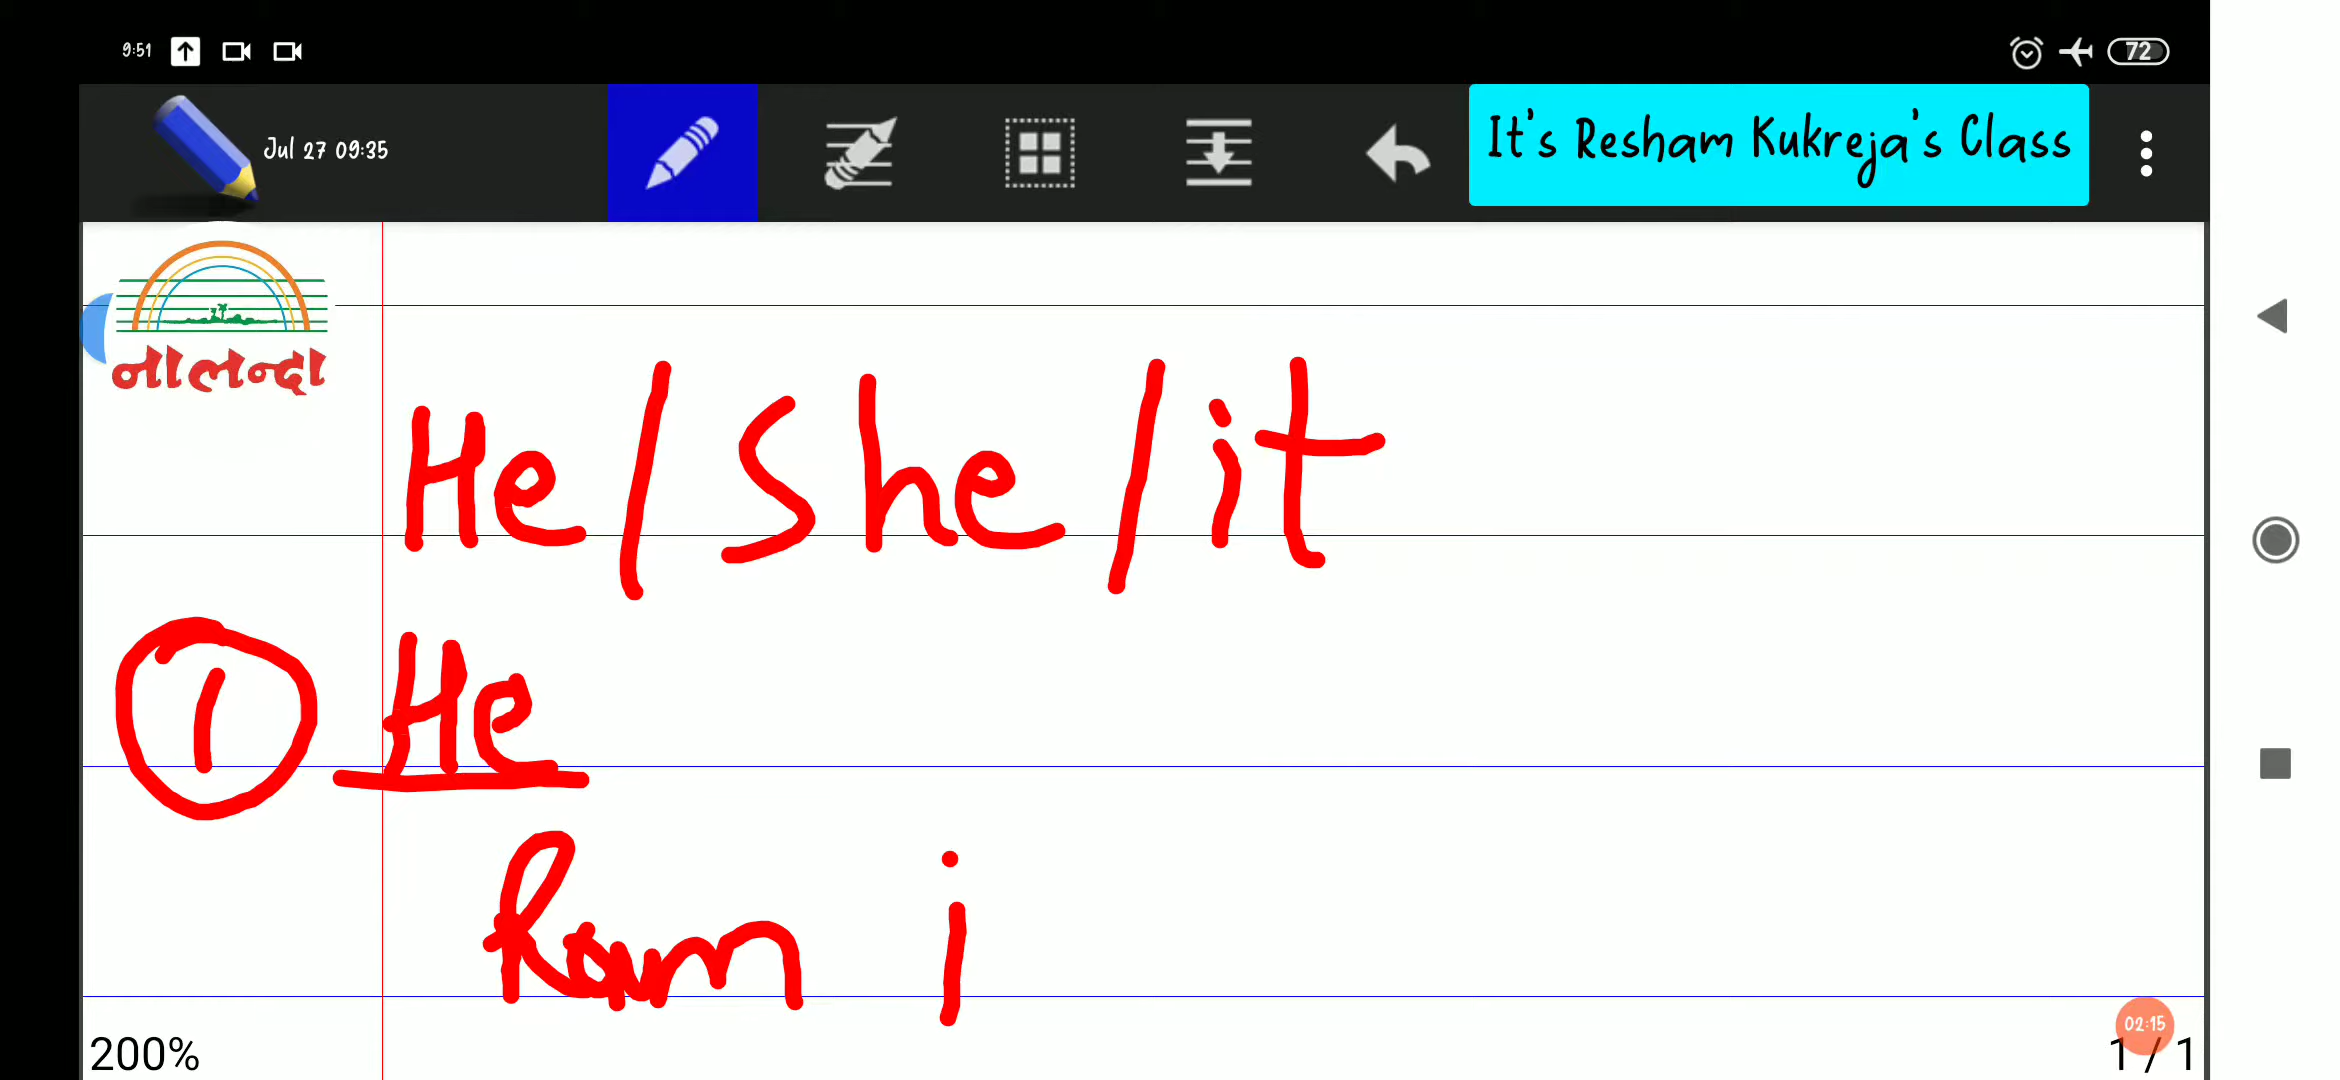 9:51
72
Jul 27 09:35
It's Resham Kukreja's Class
नालन्दा
He/She/it
1 He
Ram i
200%
02:15
1 / 1